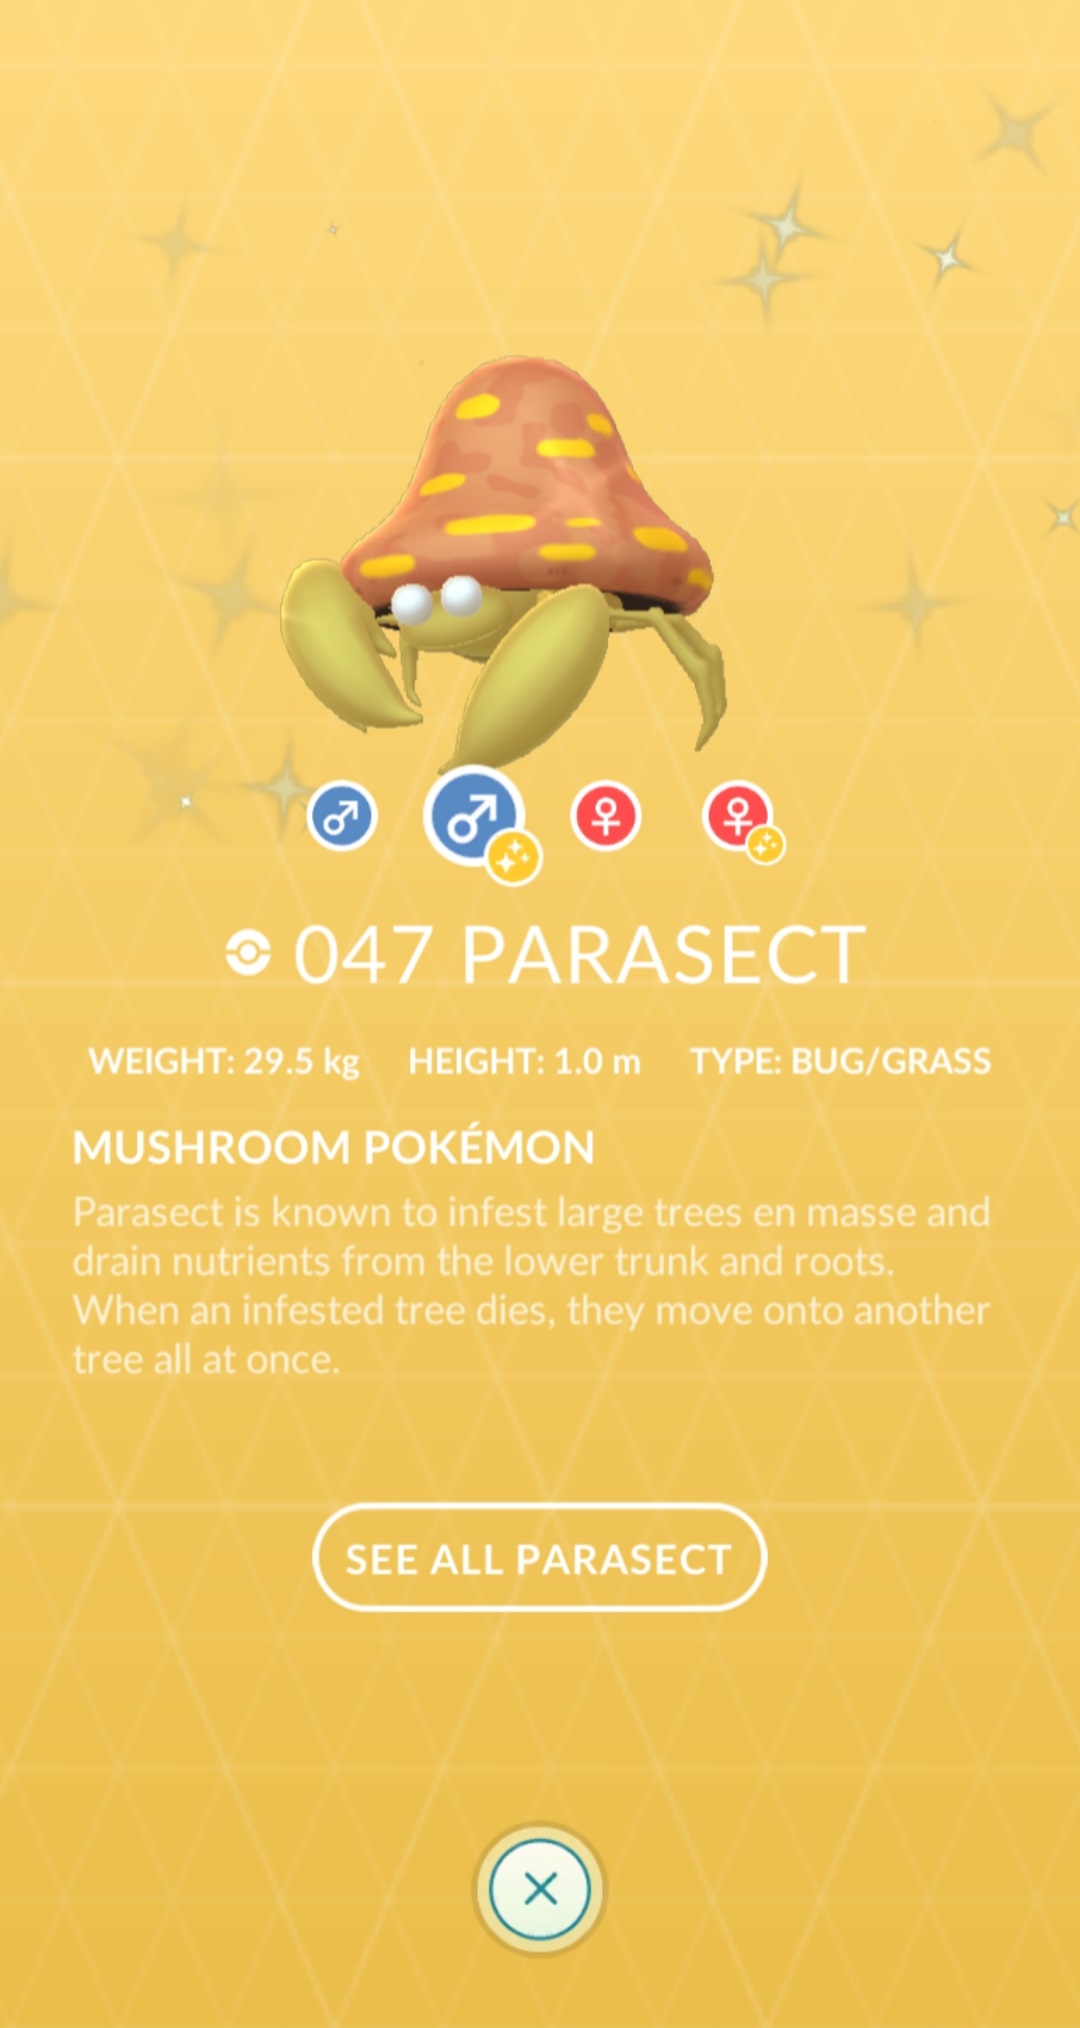 047 PARASECT
WEIGHT: 29.5 kg HEIGHT: 1.0 m TYPE: BUG/GRASS
MUSHROOM POKÉMON
Parasect is known to infest large trees en masse and
drain nutrients from the lower trunk and roots.
When an infested tree dies, they move onto another
tree all at once.
SEE ALL PARASECT